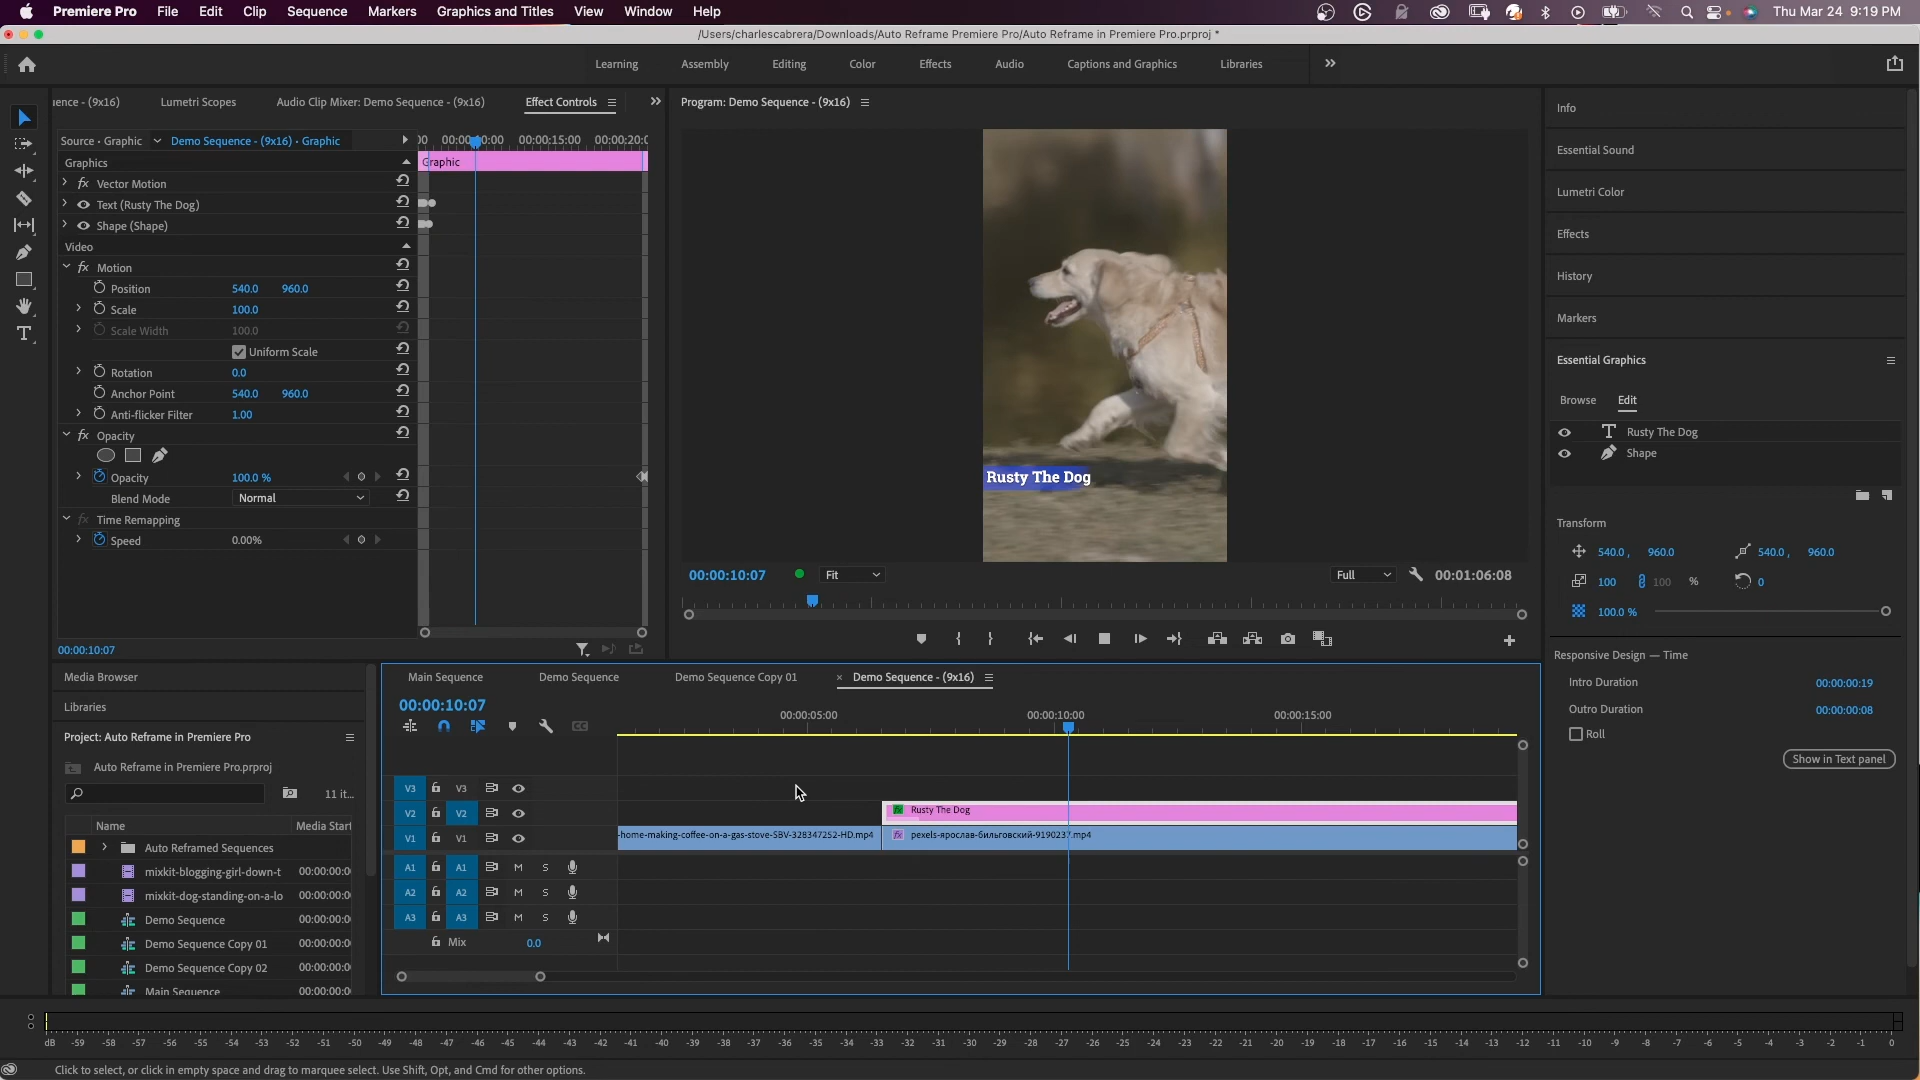 Premiere Pro File Edit Clip Sequence Markers Graphics and Titles View Window Help Thu Mar 24 9:19 PM
/Users/charlescabrera/Downloads/Auto Reframe Premiere Pro/Auto Reframe in Premiere Pro.prproj *
Learning Assembly Editing Color Effects Audio Captions and Graphics Libraries
uence - (9x16) Lumetri Scopes Audio Clip Mixer: Demo Sequence - (9x16) Effect Controls
Source · Graphic Demo Sequence - (9x16) · Graphic
00:00:15:00
Graphics
Graphic
fx Vector Motion
Text (Rusty The Dog)
Shape (Shape)
Video
fx Motion
Position 540.0 960.0
Scale 100.0
Scale Width 100.0
Uniform Scale
Rotation 0.0
Anchor Point 540.0 960.0
Anti-flicker Filter 1.00
fx Opacity
Opacity 100.0 %
Blend Mode Normal
fx Time Remapping
Speed 0.00%
00:00:10:07
Program: Demo Sequence - (9x16)
Rusty The Dog
00:00:10:07 Fit Full 00:01:06:08
Info
Essential Sound
Lumetri Color
Effects
History
Markers
Essential Graphics
Browse Edit
T Rusty The Dog
Shape
Transform
540.0 , 960.0 540.0 , 960.0
100 100 % 0
100.0 %
Responsive Design — Time
Intro Duration 00:00:00:19
Outro Duration 00:00:00:08
Roll
Show in Text panel
Media Browser
Libraries
Project: Auto Reframe in Premiere Pro
Auto Reframe in Premiere Pro.prproj
11 it...
Name Media Start
Auto Reframed Sequences
mixkit-blogging-girl-down-t 00:00:00:0
mixkit-dog-standing-on-a-lo 00:00:00:0
Demo Sequence 00:00:00:0
Demo Sequence Copy 01 00:00:00:0
Demo Sequence Copy 02 00:00:00:0
Main Sequence 00:00:00:0
Main Sequence Demo Sequence Demo Sequence Copy 01 × Demo Sequence - (9x16)
00:00:10:07
00:00:05:00 00:00:10:00 00:00:15:00
V3 V3
V2 V2 fx Rusty The Dog
V1 V1 -home-making-coffee-on-a-gas-stove-SBV-328347252-HD.mp4 fx pexels-ярослав-бильговский-9190237.mp4
A1 A1 M S
A2 A2 M S
A3 A3 M S
Mix 0.0
dB -59 -58 -57 -56 -55 -54 -53 -52 -51 -50 -49 -48 -47 -46 -45 -44 -43 -42 -41 -40 -39 -38 -37 -36 -35 -34 -33 -32 -31 -30 -29 -28 -27 -26 -25 -24 -23 -22 -21 -20 -19 -18 -17 -16 -15 -14 -13 -12 -11 -10 -9 -8 -7 -6 -5 -4 -3 -2 -1 0
Click to select, or click in empty space and drag to marquee select. Use Shift, Opt, and Cmd for other options.